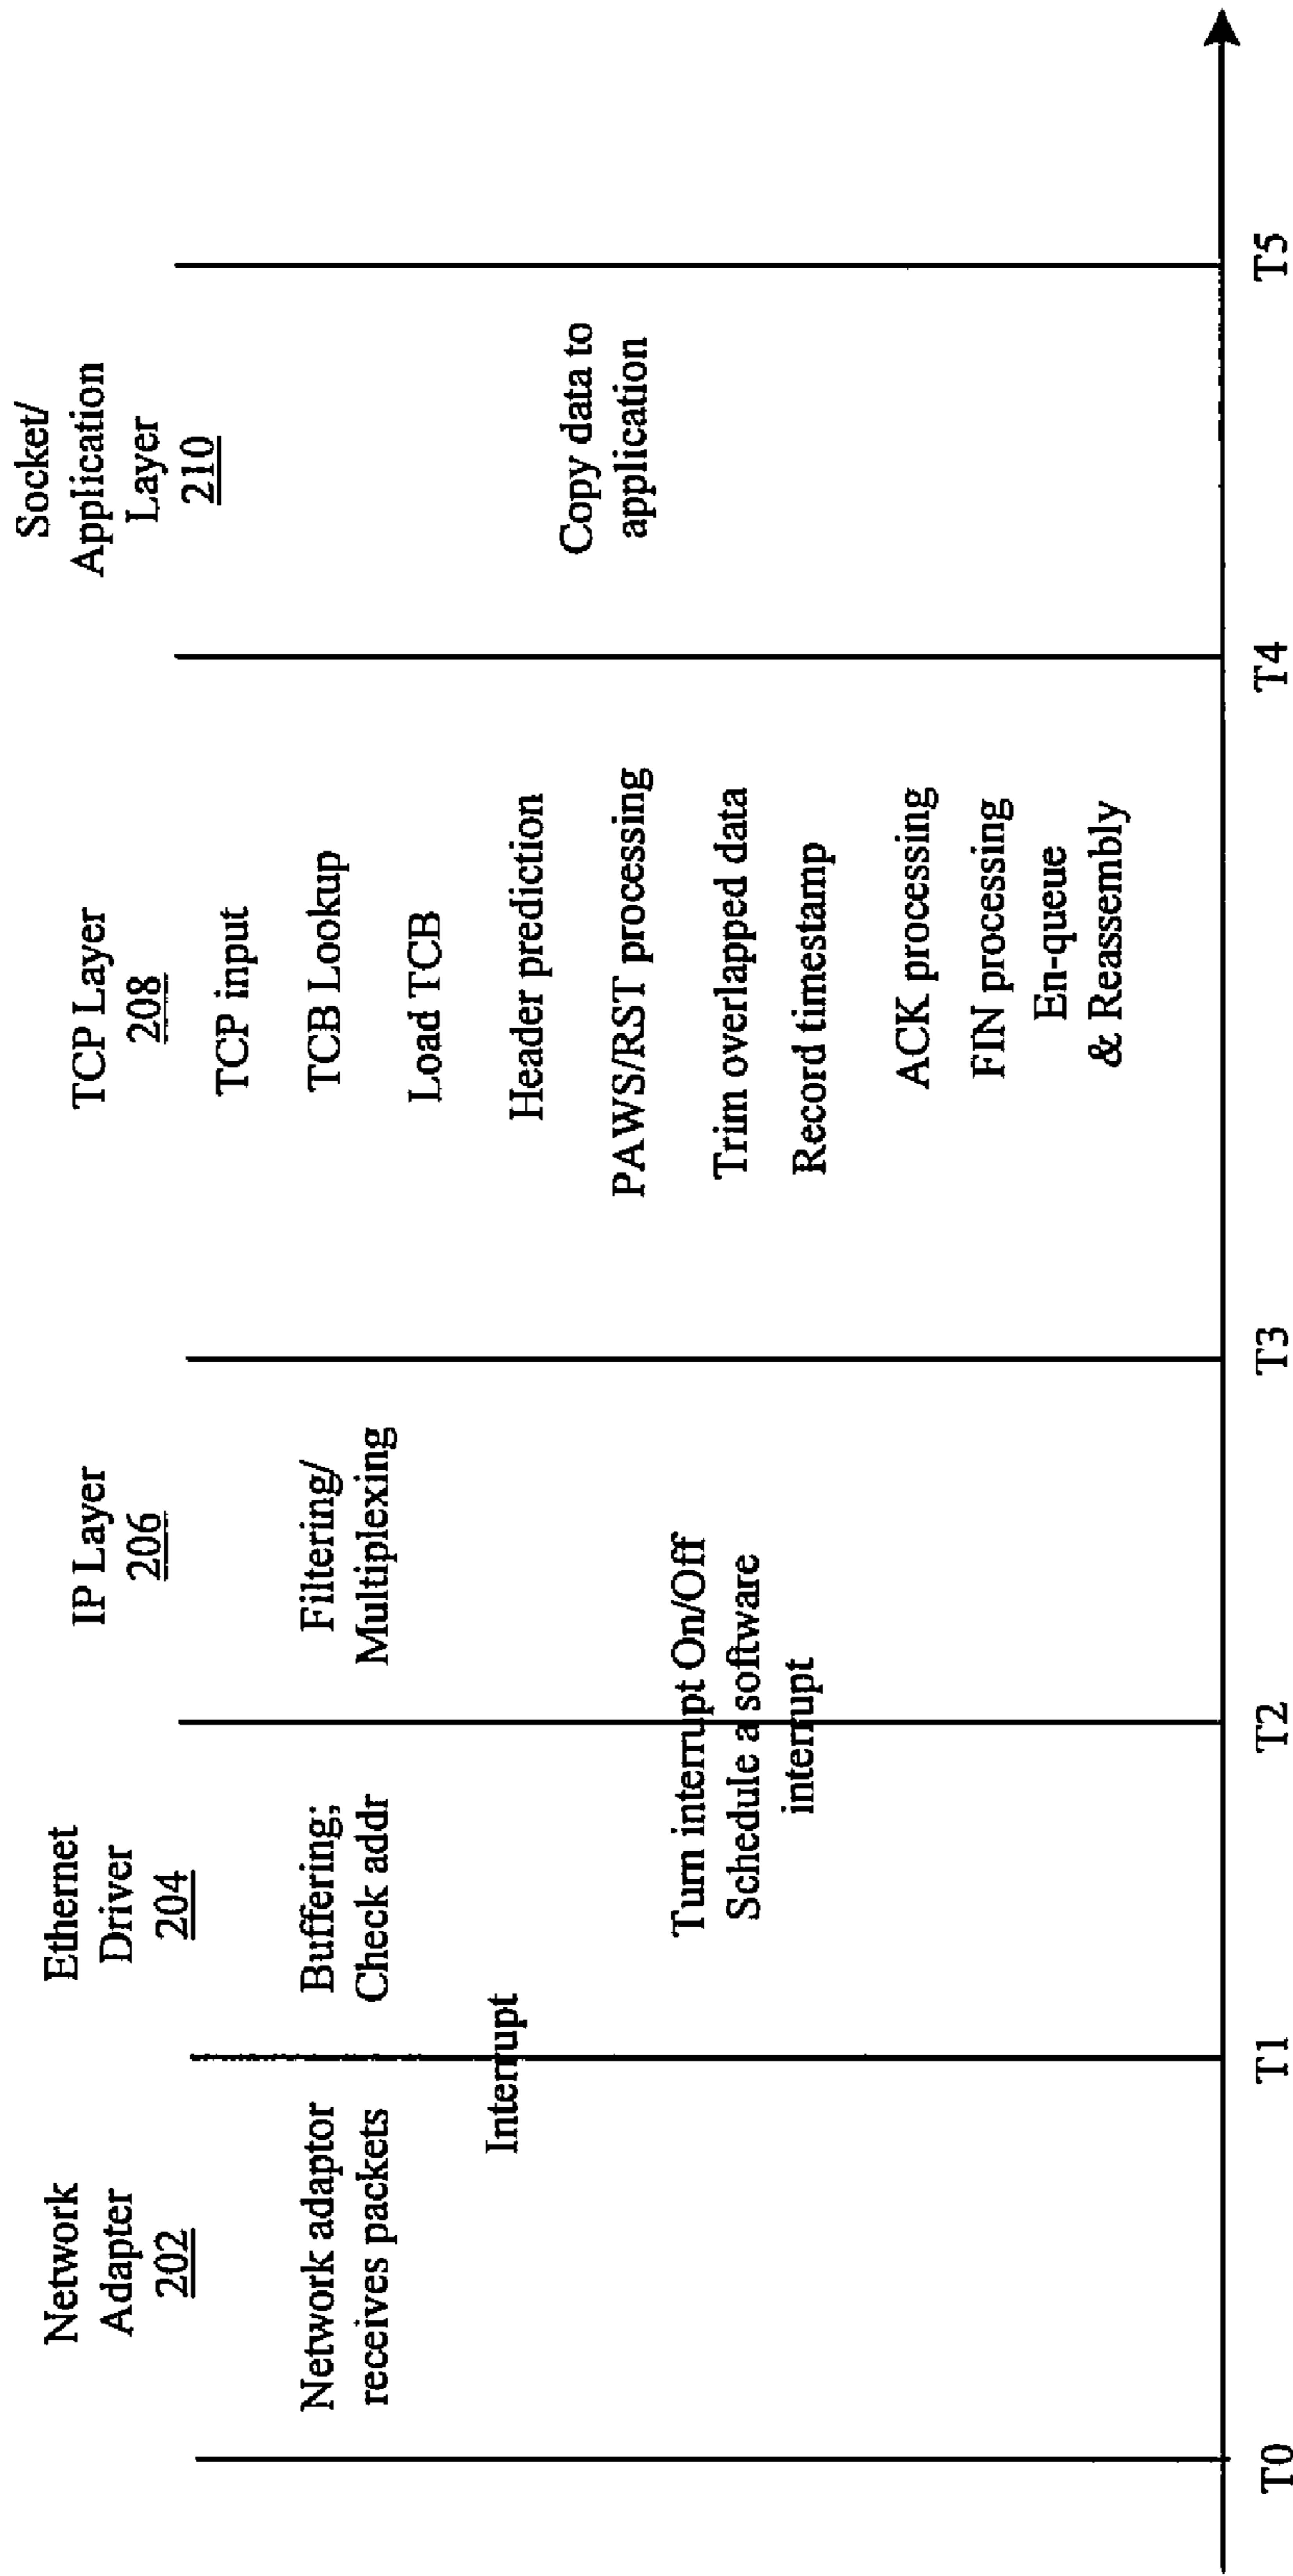 Network
Adapter
202
Ethernet
Driver
204
IP Layer
206
TCP Layer
208
Socket/
Application
Layer
210
Network adaptor
receives packets
Interrupt
Buffering;
Check addr
Turn interrupt On/Off
Schedule a software
interrupt
Filtering/
Multiplexing
TCP input
TCB Lookup
Load TCB
Header prediction
PAWS/RST processing
Trim overlapped data
Record timestamp
ACK processing
FIN processing
En-queue
& Reassembly
Copy data to
application
T0
T1
T2
T3
T4
T5